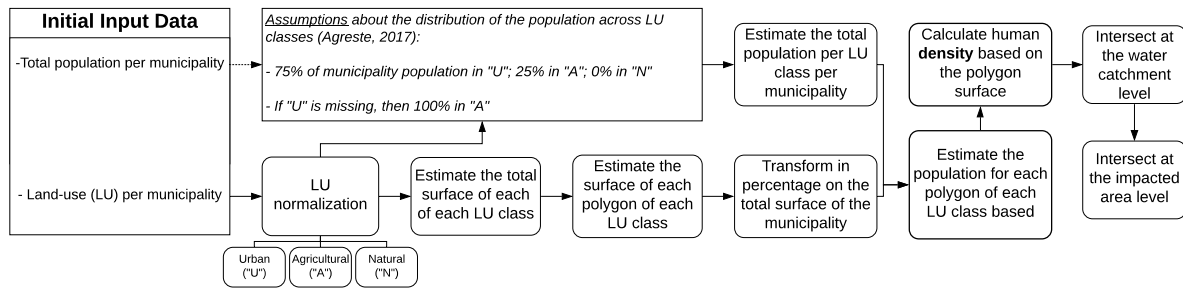 Initial Input Data
-Total population per municipality
- Land-use (LU) per municipality
Assumptions about the distribution of the population across LU
classes (Agreste, 2017):
- 75% of municipality population in "U"; 25% in "A"; 0% in "N"
- If "U" is missing, then 100% in "A"
LU
normalization
Urban
("U")
Agricultural
("A")
Natural
("N")
Estimate the total
surface of each
of each LU class
Estimate the
surface of each
polygon of each
LU class
Estimate the total
population per LU
class per
municipality
Transform in
percentage on the
total surface of the
municipality
Calculate human
density based on
the polygon
surface
Estimate the
population for each
polygon of each
LU class based
Intersect at
the water
catchment
level
Intersect at
the impacted
area level